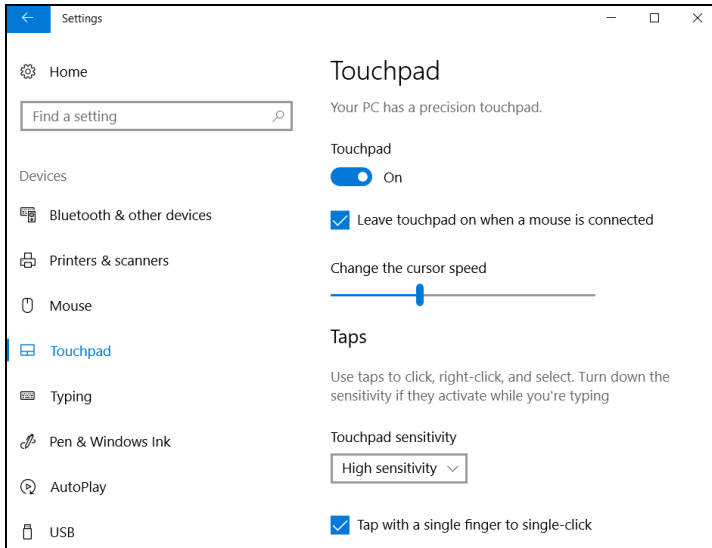 Settings
Home
Find a setting
Devices
Bluetooth & other devices
Printers & scanners
Mouse
Touchpad
Typing
Pen & Windows Ink
AutoPlay
USB
Touchpad
Your PC has a precision touchpad.
Touchpad
On
Leave touchpad on when a mouse is connected
Change the cursor speed
Taps
Use taps to click, right-click, and select. Turn down the
sensitivity if they activate while you're typing
Touchpad sensitivity
High sensitivity
Tap with a single finger to single-click